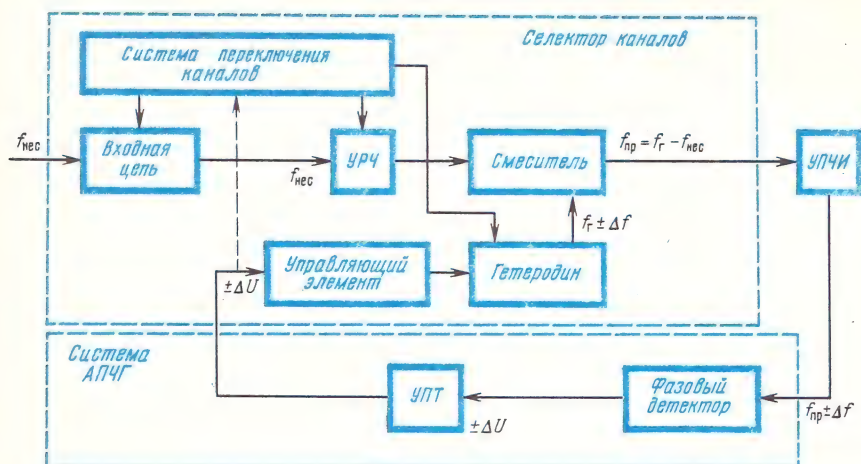 Селектор каналов
Система переключения
каналов
fнес
Входная
цепь
fнес
УРЧ
Смеситель
fпр = fг − fнес
УПЧИ
fг ± Δf
±ΔU
Управляющий
элемент
Гетеродин
Система
АПЧГ
УПТ
±ΔU
Фазовый
детектор
fпр ± Δf